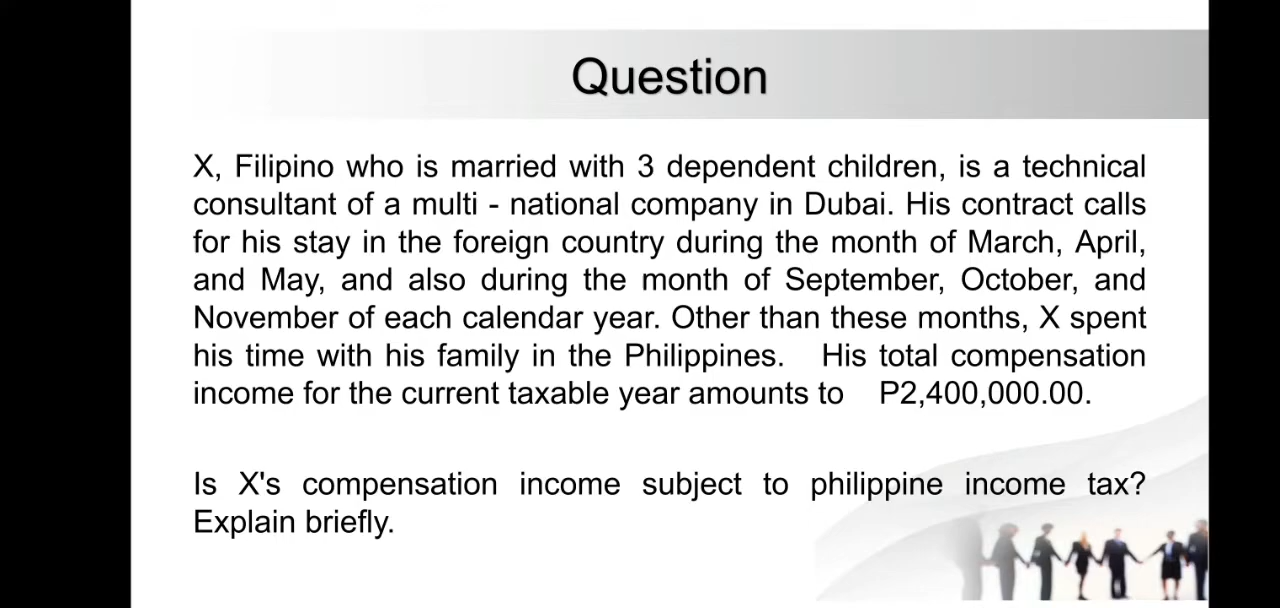 Question
X, Filipino who is married with 3 dependent children, is a technical
consultant of a multi - national company in Dubai. His contract calls
for his stay in the foreign country during the month of March, April,
and May, and also during the month of September, October, and
November of each calendar year. Other than these months, X spent
his time with his family in the Philippines. His total compensation
income for the current taxable year amounts to P2,400,000.00.
Is X's compensation income subject to philippine income tax?
Explain briefly.